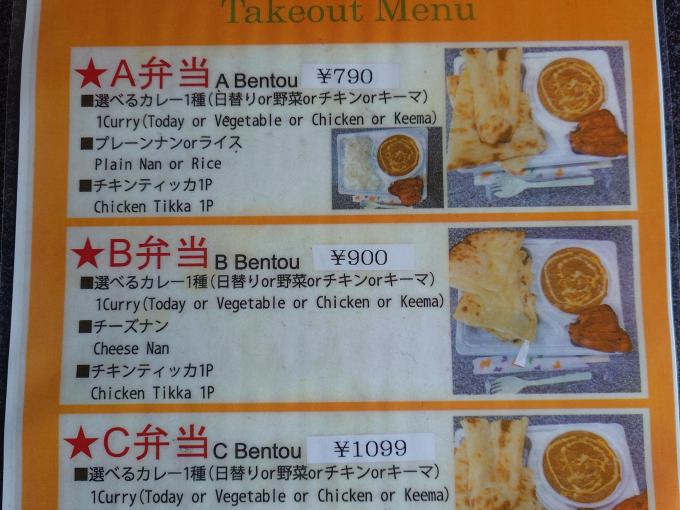 Takeout Menu
★A弁当 A Bentou ¥790
■選べるカレー1種(日替りor野菜orチキンorキーマ)
1Curry(Today or Vegetable or Chicken or Keema)
■プレーンナンorライス
Plain Nan or Rice
■チキンティッカ1P
Chicken Tikka 1P
★B弁当 B Bentou ¥900
■選べるカレー1種(日替りor野菜orチキンorキーマ)
1Curry(Today or Vegetable or Chicken or Keema)
■チーズナン
Cheese Nan
■チキンティッカ1P
Chicken Tikka 1P
★C弁当 C Bentou ¥1099
■選べるカレー1種(日替りor野菜orチキンorキーマ)
1Curry(Today or Vegetable or Chicken or Keema)